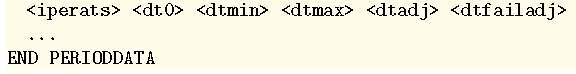 <iperats> <dt0> <dtmin> <dtmax> <dtadj> <dtfailadj>
...
END PERIODDATA